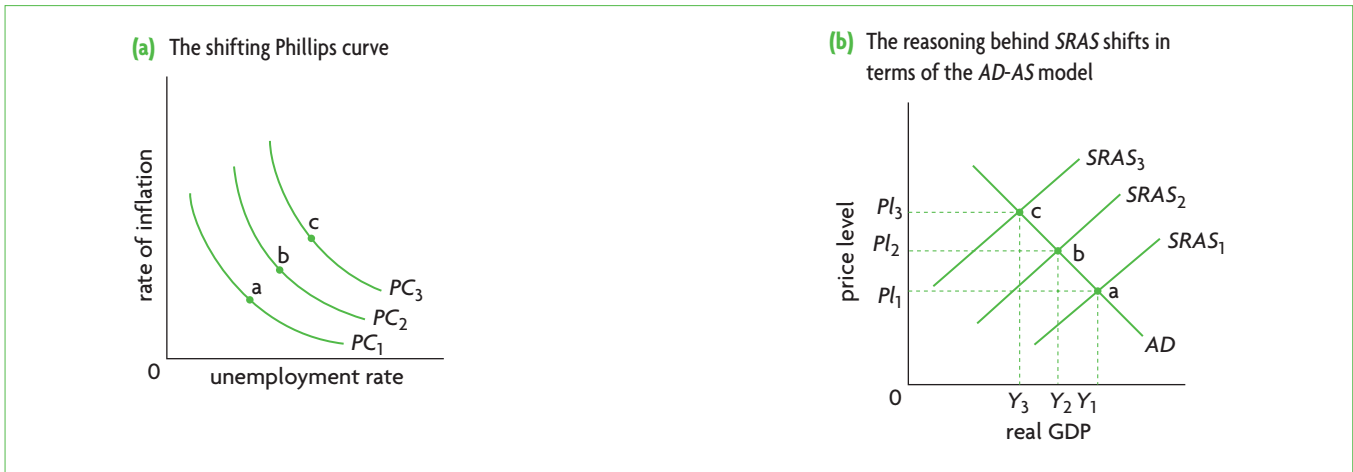 (a) The shifting Phillips curve
rate of inflation
c
b
a
PC3
PC2
PC1
0
unemployment rate
(b) The reasoning behind SRAS shifts in
terms of the AD-AS model
price level
SRAS3
SRAS2
SRAS1
Pl3
Pl2
Pl1
c
b
a
AD
0
Y3 Y2 Y1
real GDP